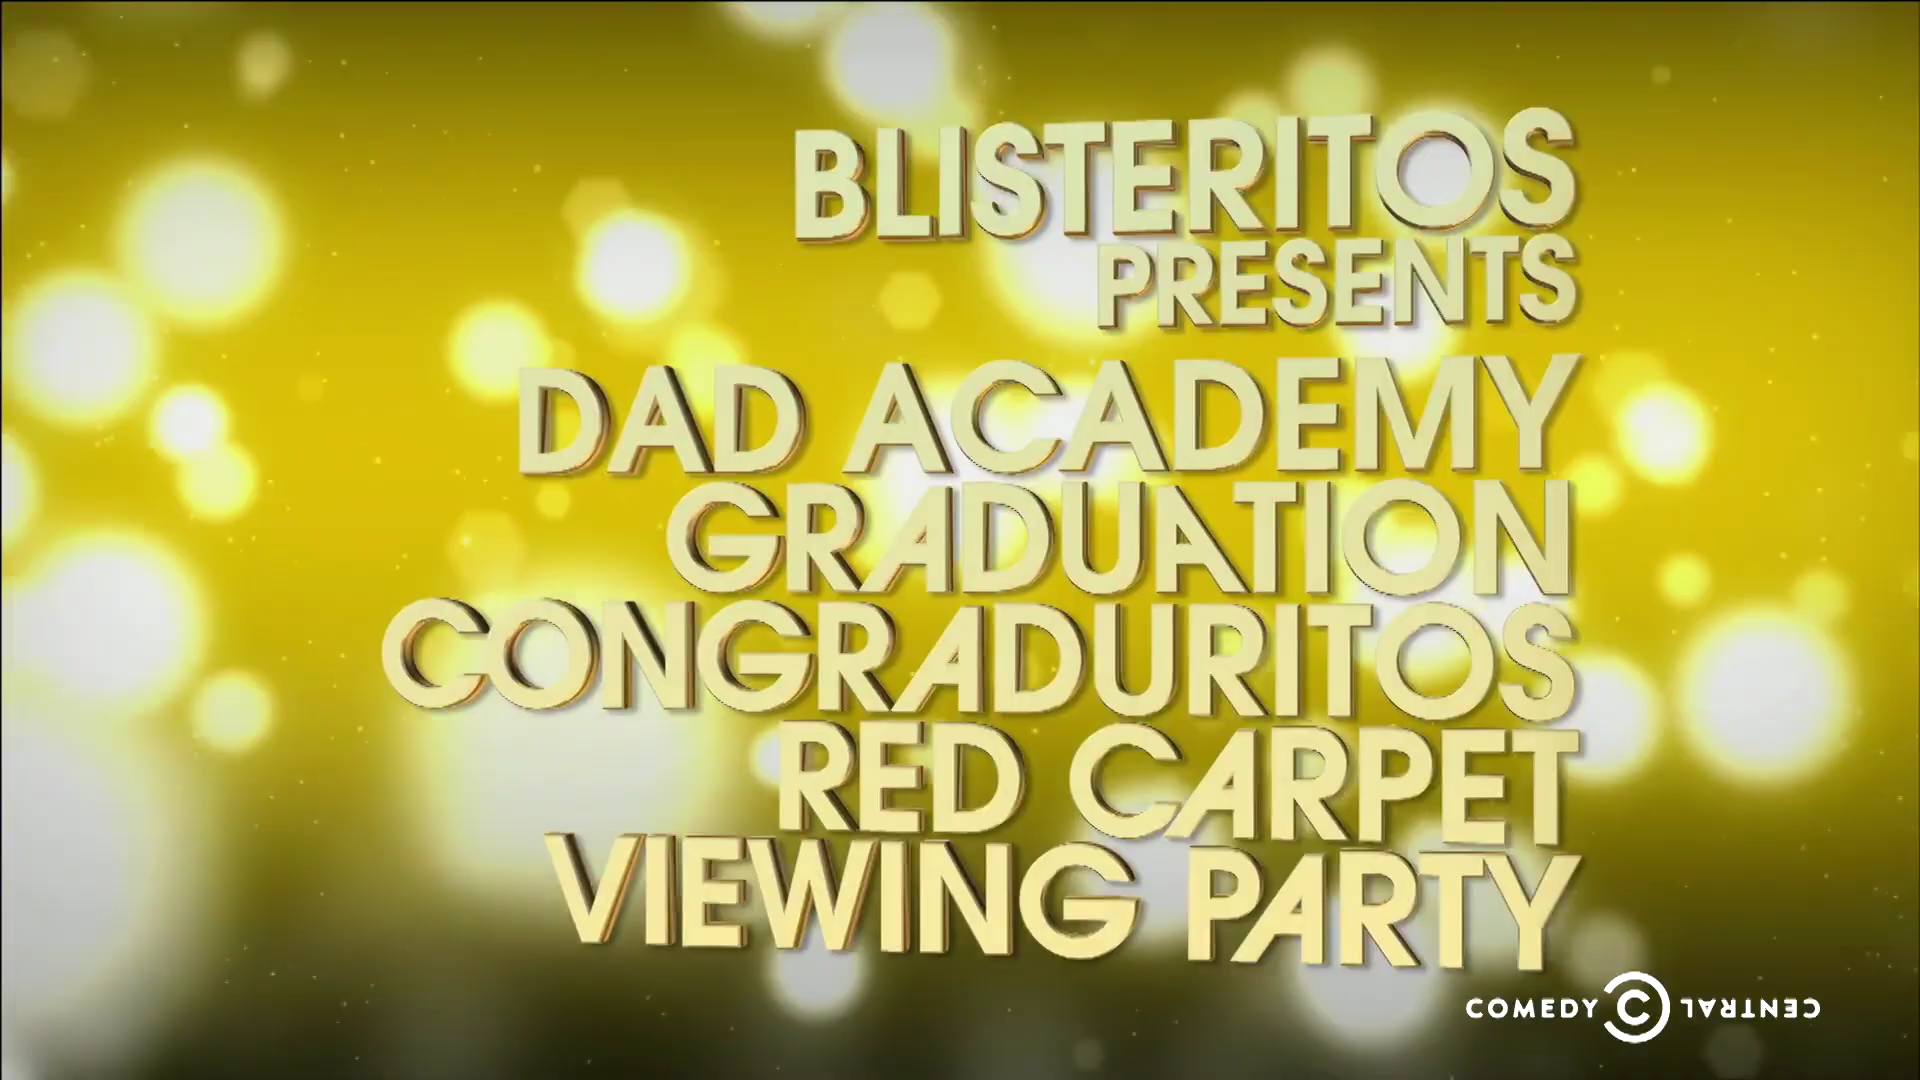 BLISTERITOS
PRESENTS
DAD ACADEMY
GRADUATION
CONGRADURITOS
RED CARPET
VIEWING PARTY
COMEDY C CENTRAL